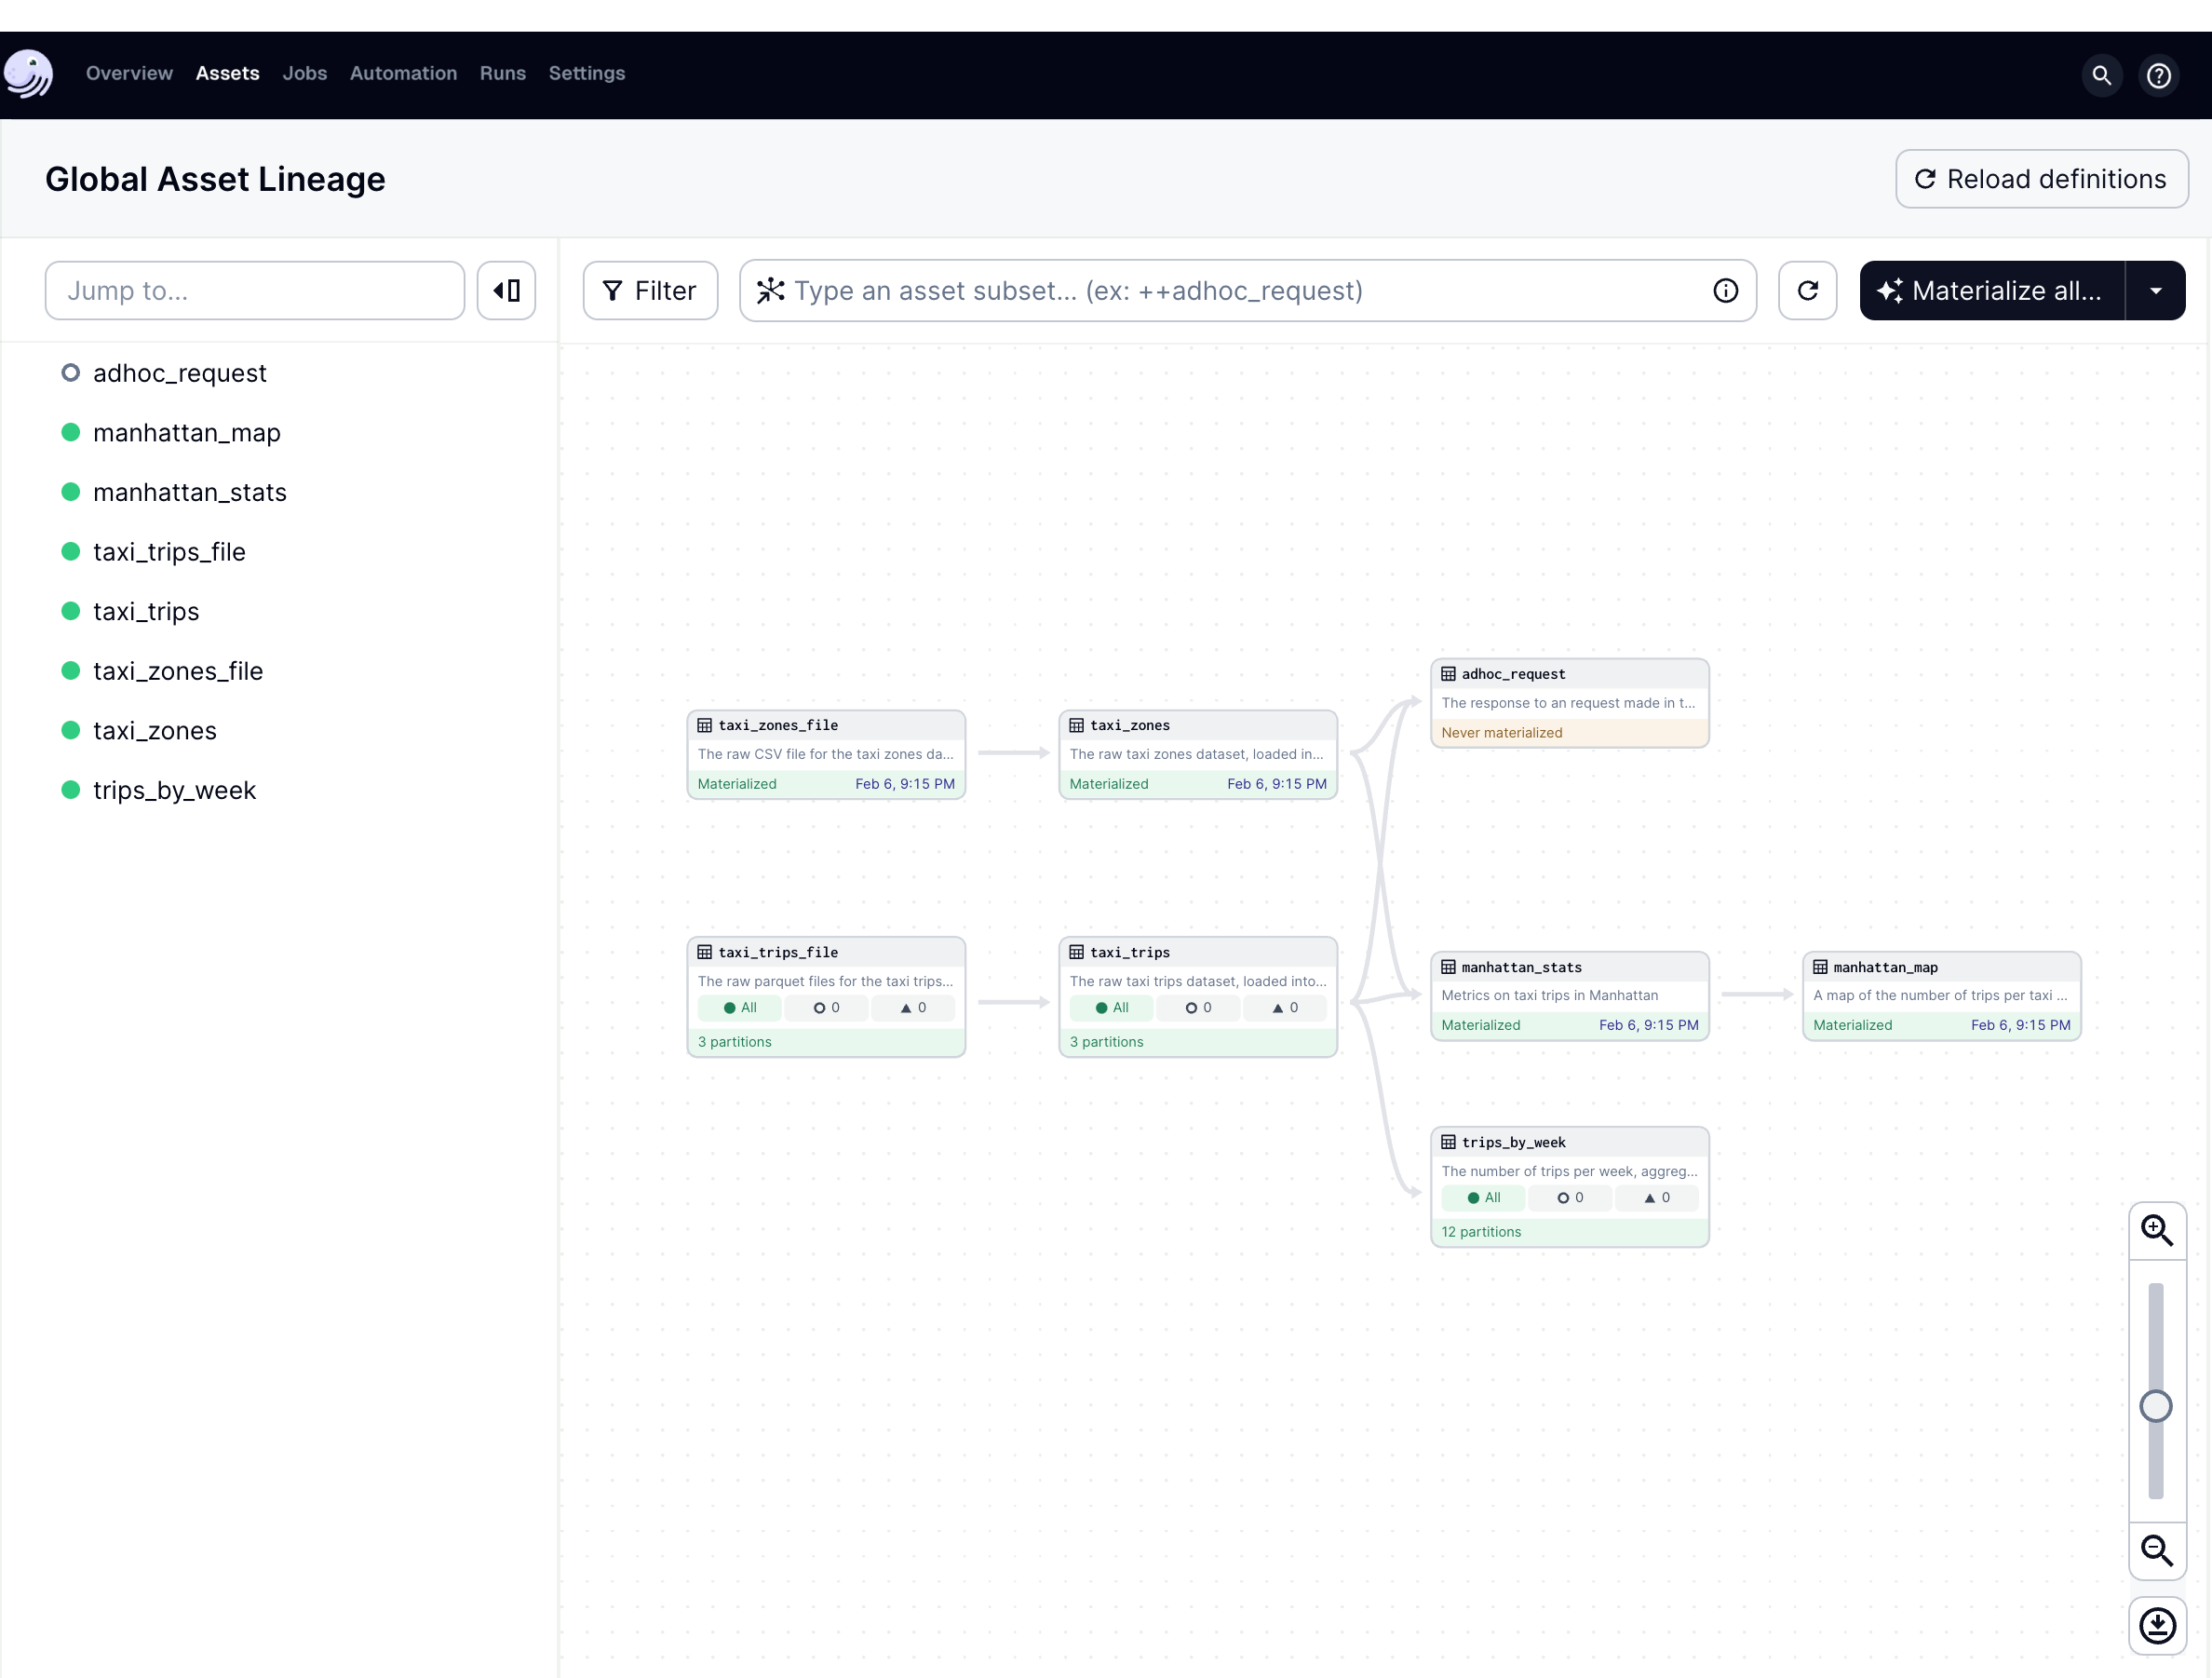 Overview Assets Jobs Automation Runs Settings
Global Asset Lineage
Reload definitions
Jump to...
Filter
Type an asset subset... (ex: ++adhoc_request)
Materialize all...
adhoc_request
manhattan_map
manhattan_stats
taxi_trips_file
taxi_trips
taxi_zones_file
taxi_zones
trips_by_week
taxi_zones_file
The raw CSV file for the taxi zones da...
Materialized Feb 6, 9:15 PM
taxi_zones
The raw taxi zones dataset, loaded in...
Materialized Feb 6, 9:15 PM
adhoc_request
The response to an request made in t...
Never materialized
taxi_trips_file
The raw parquet files for the taxi trips...
All 0 0
3 partitions
taxi_trips
The raw taxi trips dataset, loaded into...
All 0 0
3 partitions
manhattan_stats
Metrics on taxi trips in Manhattan
Materialized Feb 6, 9:15 PM
manhattan_map
A map of the number of trips per taxi ...
Materialized Feb 6, 9:15 PM
trips_by_week
The number of trips per week, aggreg...
All 0 0
12 partitions